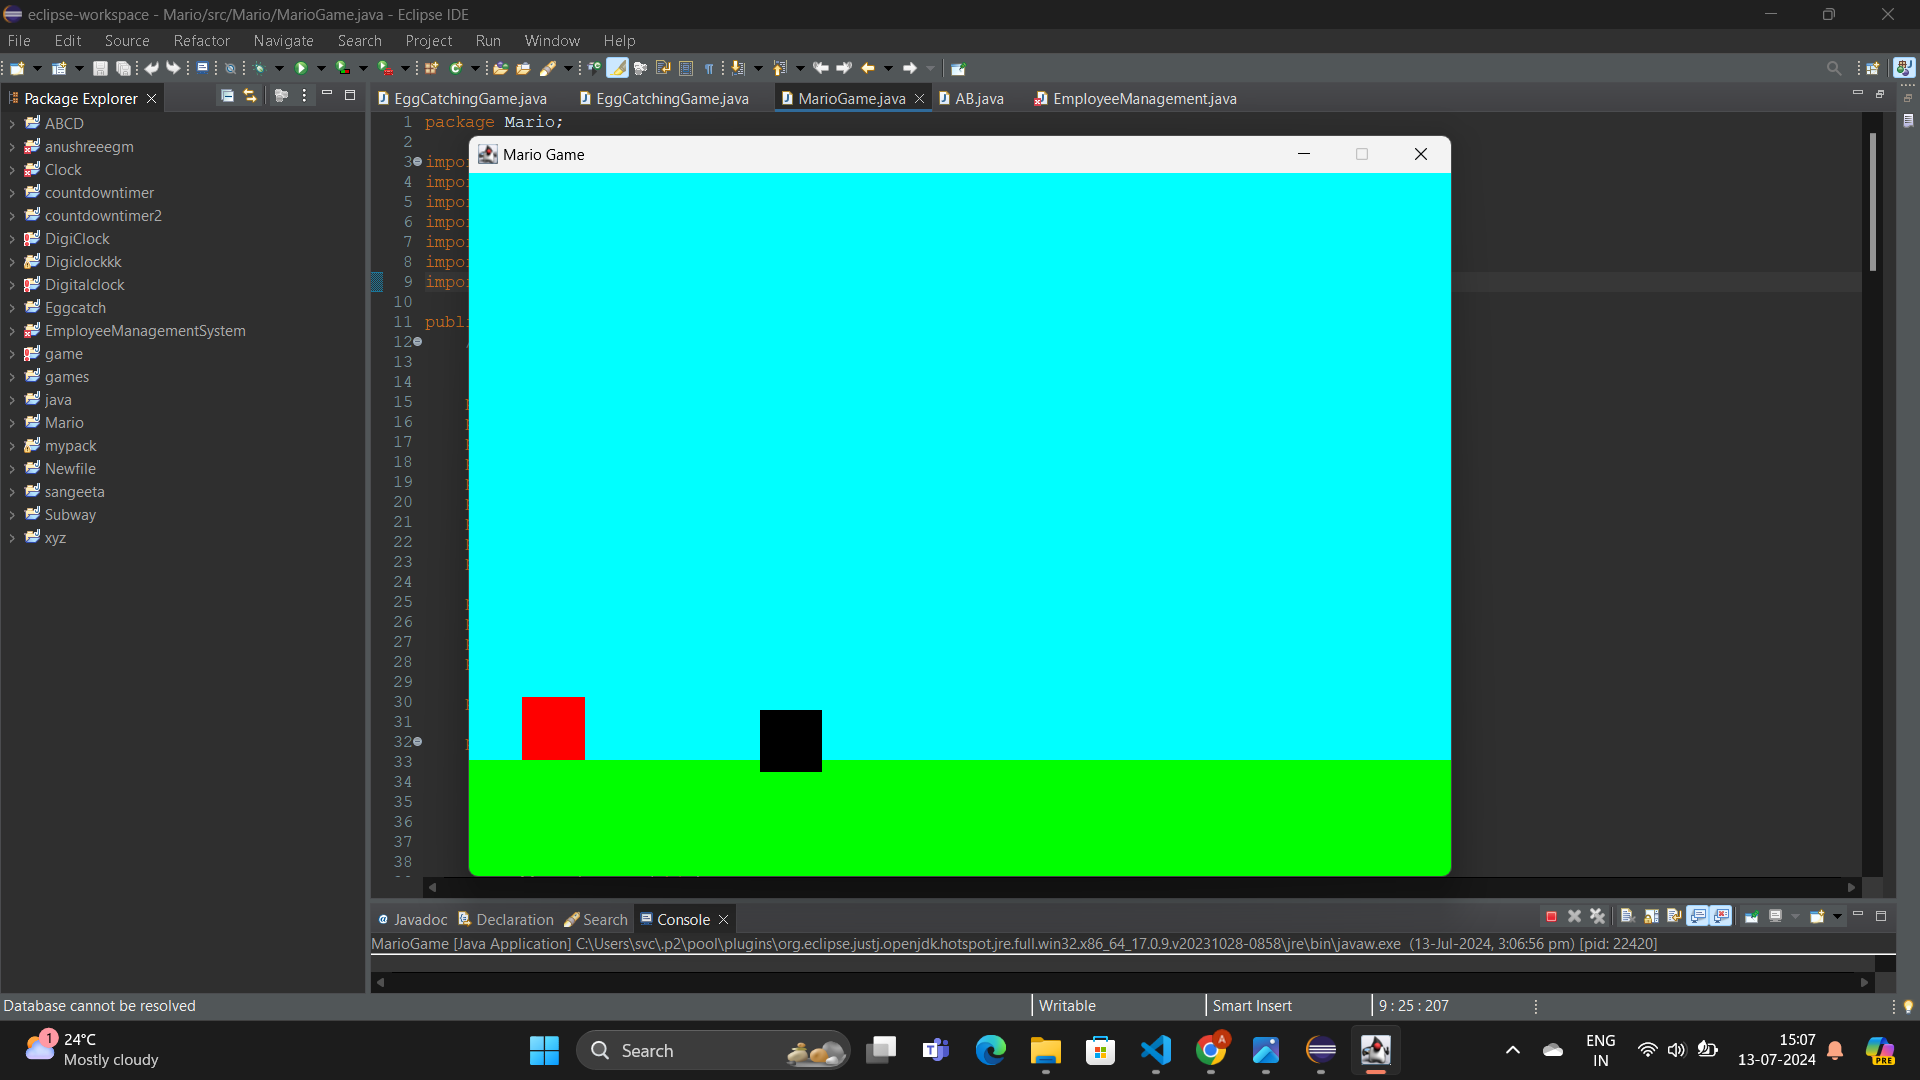 eclipse-workspace - Mario/src/Mario/MarioGame.java - Eclipse IDE
File Edit Source Refactor Navigate Search Project Run Window Help
Package Explorer
ABCD
anushreeegm
Clock
countdowntimer
countdowntimer2
DigiClock
Digiclockkk
Digitalclock
Eggcatch
EmployeeManagementSystem
game
games
java
Mario
mypack
Newfile
sangeeta
Subway
xyz
EggCatchingGame.java EggCatchingGame.java MarioGame.java AB.java EmployeeManagement.java
1 package Mario;
2
3 impo
4 impo
5 impo
6 impo
7 impo
8 impo
9 impo
10
11 publi
12
13
14
15
16
17
18
19
20
21
22
23
24
25
26
27
28
29
30
31
32
33
34
35
36
37
38
Mario Game
Javadoc Declaration Search Console
MarioGame [Java Application] C:\Users\svc\.p2\pool\plugins\org.eclipse.justj.openjdk.hotspot.jre.full.win32.x86_64_17.0.9.v20231028-0858\jre\bin\javaw.exe (13-Jul-2024, 3:06:56 pm) [pid: 22420]
Database cannot be resolved Writable Smart Insert 9 : 25 : 207
1 24°C
Mostly cloudy
Search
A
ENG
IN
15:07
13-07-2024
PRE